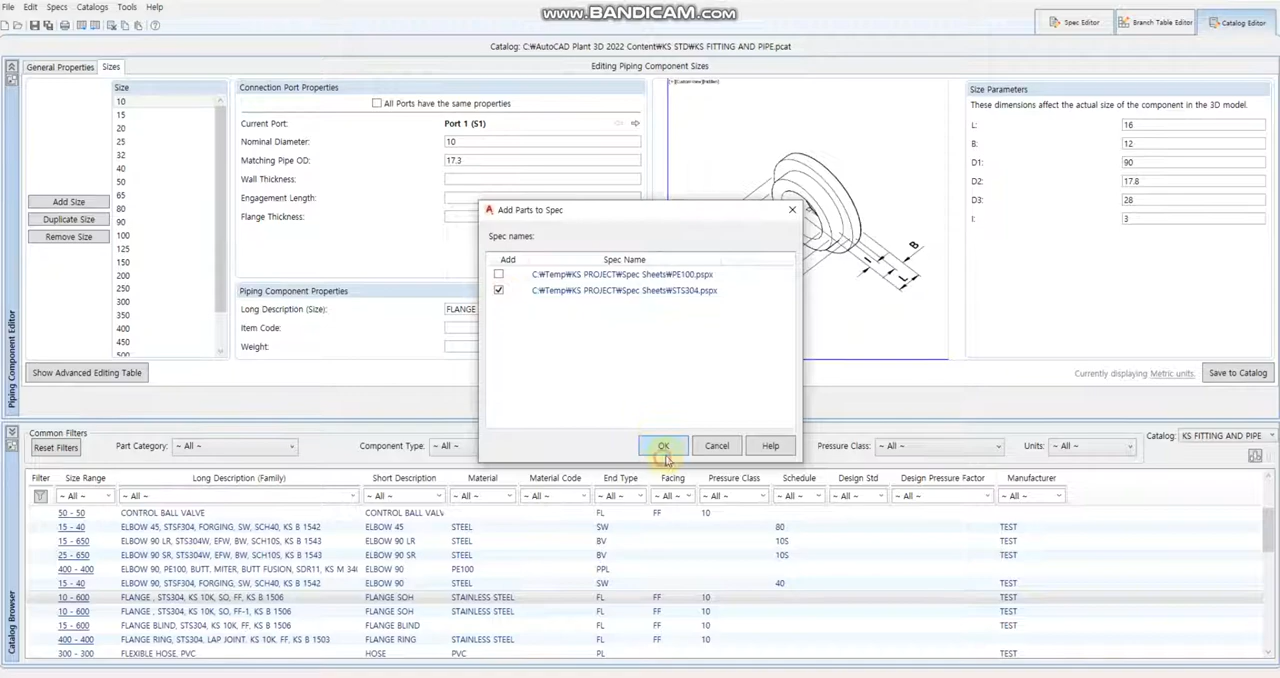 File Edit Specs Catalogs Tools Help
www.BANDICAM.com
Spec Editor Branch Table Editor Catalog Editor
Catalog: C:₩AutoCAD Plant 3D 2022 Content₩KS STD₩KS FITTING AND PIPE.pcat
General Properties Sizes Editing Piping Component Sizes
Size
10
15
20
25
32
40
50
65
80
90
100
125
150
200
250
300
350
400
450
500
Add Size
Duplicate Size
Remove Size
Show Advanced Editing Table
Piping Component Editor
Connection Port Properties
All Ports have the same properties
Current Port: Port 1 (S1)
Nominal Diameter: 10
Matching Pipe OD: 17.3
Wall Thickness:
Engagement Length:
Flange Thickness:
Piping Component Properties
Long Description (Size): FLANGE
Item Code:
Weight:
B
L
Size Parameters
These dimensions affect the actual size of the component in the 3D model.
L: 16
B: 12
D1: 90
D2: 17.8
D3: 28
t: 3
Currently displaying Metric units. Save to Catalog
Add Parts to Spec
Spec names:
Add Spec Name
C:₩Temp₩KS PROJECT₩Spec Sheets₩PE100.pspx
C:₩Temp₩KS PROJECT₩Spec Sheets₩STS304.pspx
OK Cancel Help
Common Filters
Reset Filters Part Category: ~ All ~ Component Type: ~ All ~ Pressure Class: ~ All ~ Units: ~ All ~ Catalog: KS FITTING AND PIPE
Filter Size Range Long Description (Family) Short Description Material Material Code End Type Facing Pressure Class Schedule Design Std Design Pressure Factor Manufacturer
~ All ~ ~ All ~ ~ All ~ ~ All ~ ~ All ~ ~ All ~ ~ All ~ ~ All ~ ~ All ~ ~ All ~ ~ All ~ ~ All ~
50 - 50 CONTROL BALL VALVE CONTROL BALL VALV FL FF 10
15 - 40 ELBOW 45, STSF304, FORGING, SW, SCH40, KS B 1542 ELBOW 45 STEEL SW 80 TEST
15 - 650 ELBOW 90 LR, STS304W, EFW, BW, SCH10S, KS B 1543 ELBOW 90 LR STEEL BV 10S TEST
25 - 650 ELBOW 90 SR, STS304W, EFW, BW, SCH10S, KS B 1543 ELBOW 90 SR STEEL BV 10S TEST
400 - 400 ELBOW 90, PE100, BUTT, MITER, BUTT FUSION, SDR11, KS M 340 ELBOW 90 PE100 PPL
15 - 40 ELBOW 90, STSF304, FORGING, SW, SCH40, KS B 1542 ELBOW 90 STEEL SW 40 TEST
10 - 600 FLANGE , STS304, KS 10K, SO, FF, KS B 1506 FLANGE SOH STAINLESS STEEL FL FF 10 TEST
10 - 600 FLANGE , STS304, KS 10K, SO, FF-1, KS B 1506 FLANGE SOH STAINLESS STEEL FL FF 10 TEST
15 - 600 FLANGE BLIND, STS304, KS 10K, FF, KS B 1506 FLANGE BLIND FL FF 10 TEST
400 - 400 FLANGE RING, STS304, LAP JOINT. KS 10K, FF, KS B 1503 FLANGE RING STAINLESS STEEL FL FF 10 TEST
300 - 300 FLEXIBLE HOSE, PVC HOSE PVC PL TEST
Catalog Browser